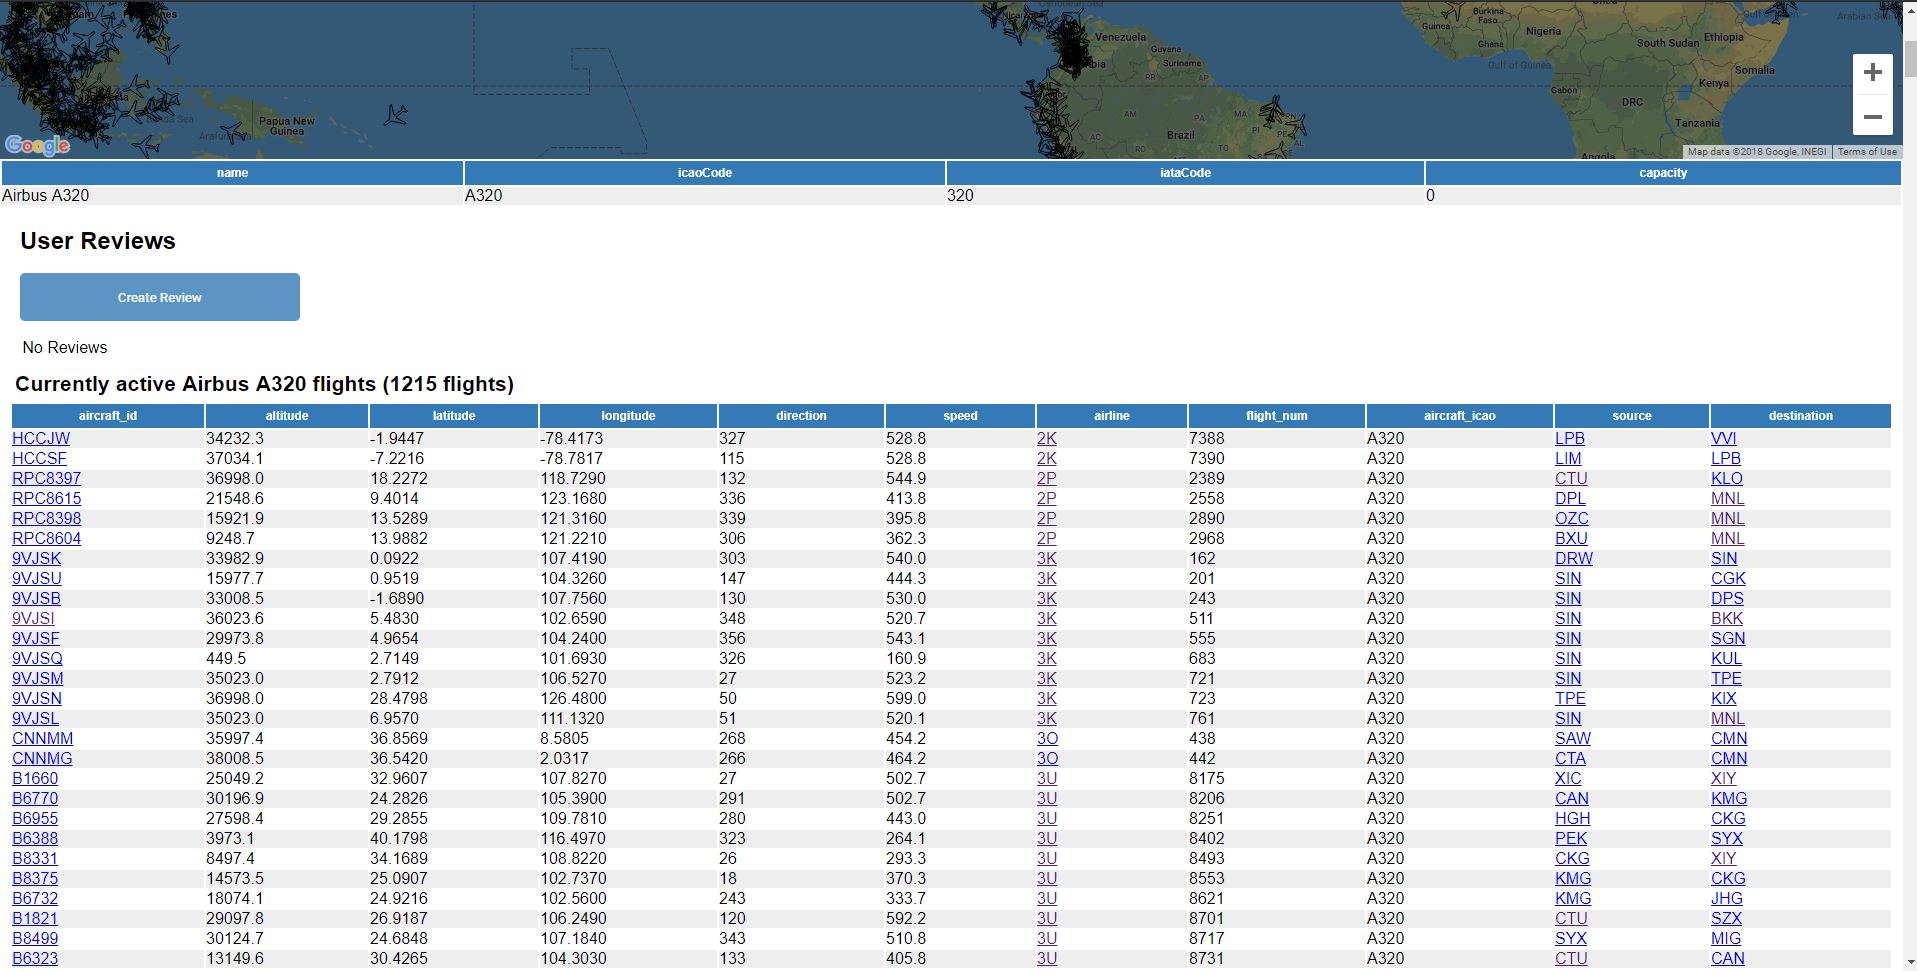 Venezuela
Guyana
Suriname
RR
AP
AM
PA
MA
PI
PE
AL
AC
TO
Brazil
Papua New
Guinea
Burkina
Faso
Guinea
Ghana
Nigeria
South Sudan
Ethiopia
Somalia
Gulf of Guinea
Gabon
DRC
Kenya
Tanzania
Angola
Arabian Sea
Google
Map data ©2018 Google, INEGI Terms of Use
name icaoCode iataCode capacity
Airbus A320 A320 320 0
User Reviews
Create Review
No Reviews
Currently active Airbus A320 flights (1215 flights)
aircraft_id altitude latitude longitude direction speed airline flight_num aircraft_icao source destination
HCCJW 34232.3 -1.9447 -78.4173 327 528.8 2K 7388 A320 LPB VVI
HCCSF 37034.1 -7.2216 -78.7817 115 528.8 2K 7390 A320 LIM LPB
RPC8397 36998.0 18.2272 118.7290 132 544.9 2P 2389 A320 CTU KLO
RPC8615 21548.6 9.4014 123.1680 336 413.8 2P 2558 A320 DPL MNL
RPC8398 15921.9 13.5289 121.3160 339 395.8 2P 2890 A320 OZC MNL
RPC8604 9248.7 13.9882 121.2210 306 362.3 2P 2968 A320 BXU MNL
9VJSK 33982.9 0.0922 107.4190 303 540.0 3K 162 A320 DRW SIN
9VJSU 15977.7 0.9519 104.3260 147 444.3 3K 201 A320 SIN CGK
9VJSB 33008.5 -1.6890 107.7560 130 530.0 3K 243 A320 SIN DPS
9VJSI 36023.6 5.4830 102.6590 348 520.7 3K 511 A320 SIN BKK
9VJSF 29973.8 4.9654 104.2400 356 543.1 3K 555 A320 SIN SGN
9VJSQ 449.5 2.7149 101.6930 326 160.9 3K 683 A320 SIN KUL
9VJSM 35023.0 2.7912 106.5270 27 523.2 3K 721 A320 SIN TPE
9VJSN 36998.0 28.4798 126.4800 50 599.0 3K 723 A320 TPE KIX
9VJSL 35023.0 6.9570 111.1320 51 520.1 3K 761 A320 SIN MNL
CNNMM 35997.4 36.8569 8.5805 268 454.2 3O 438 A320 SAW CMN
CNNMG 38008.5 36.5420 2.0317 266 464.2 3O 442 A320 CTA CMN
B1660 25049.2 32.9607 107.8270 27 502.7 3U 8175 A320 XIC XIY
B6770 30196.9 24.2826 105.3900 291 502.7 3U 8206 A320 CAN KMG
B6955 27598.4 29.2855 109.7810 280 443.0 3U 8251 A320 HGH CKG
B6388 3973.1 40.1798 116.4970 323 264.1 3U 8402 A320 PEK SYX
B8331 8497.4 34.1689 108.8220 26 293.3 3U 8493 A320 CKG XIY
B8375 14573.5 25.0907 102.7370 18 370.3 3U 8553 A320 KMG CKG
B6732 18074.1 24.9216 102.5600 243 333.7 3U 8621 A320 KMG JHG
B1821 29097.8 26.9187 106.2490 120 592.2 3U 8701 A320 CTU SZX
B8499 30124.7 24.6848 107.1840 343 510.8 3U 8717 A320 SYX MIG
B6323 13149.6 30.4265 104.3030 133 405.8 3U 8731 A320 CTU CAN